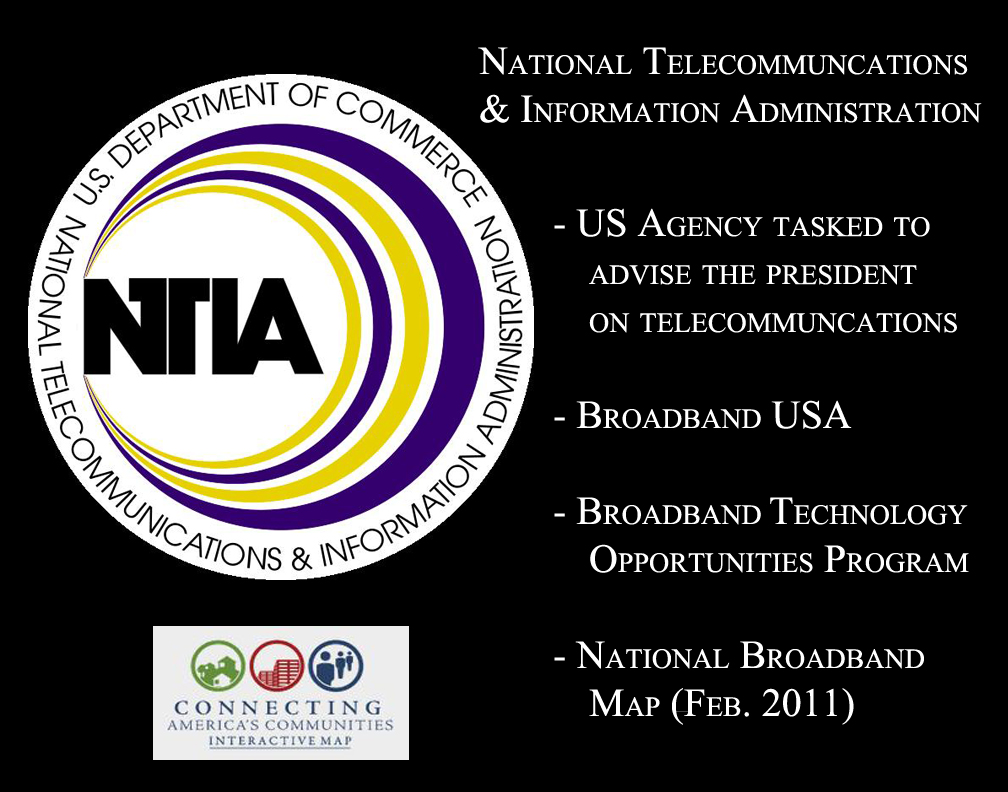 NATIONAL TELECOMMUNCATIONS
& INFORMATION ADMINISTRATION
U.S. DEPARTMENT OF COMMERCE
NATIONAL TELECOMMUNICATIONS & INFORMATION ADMINISTRATION
NTIA
- US AGENCY TASKED TO
ADVISE THE PRESIDENT
ON TELECOMMUNCATIONS
- BROADBAND USA
- BROADBAND TECHNOLOGY
OPPORTUNITIES PROGRAM
- NATIONAL BROADBAND
MAP (FEB. 2011)
CONNECTING
AMERICA'S COMMUNITIES
INTERACTIVE MAP